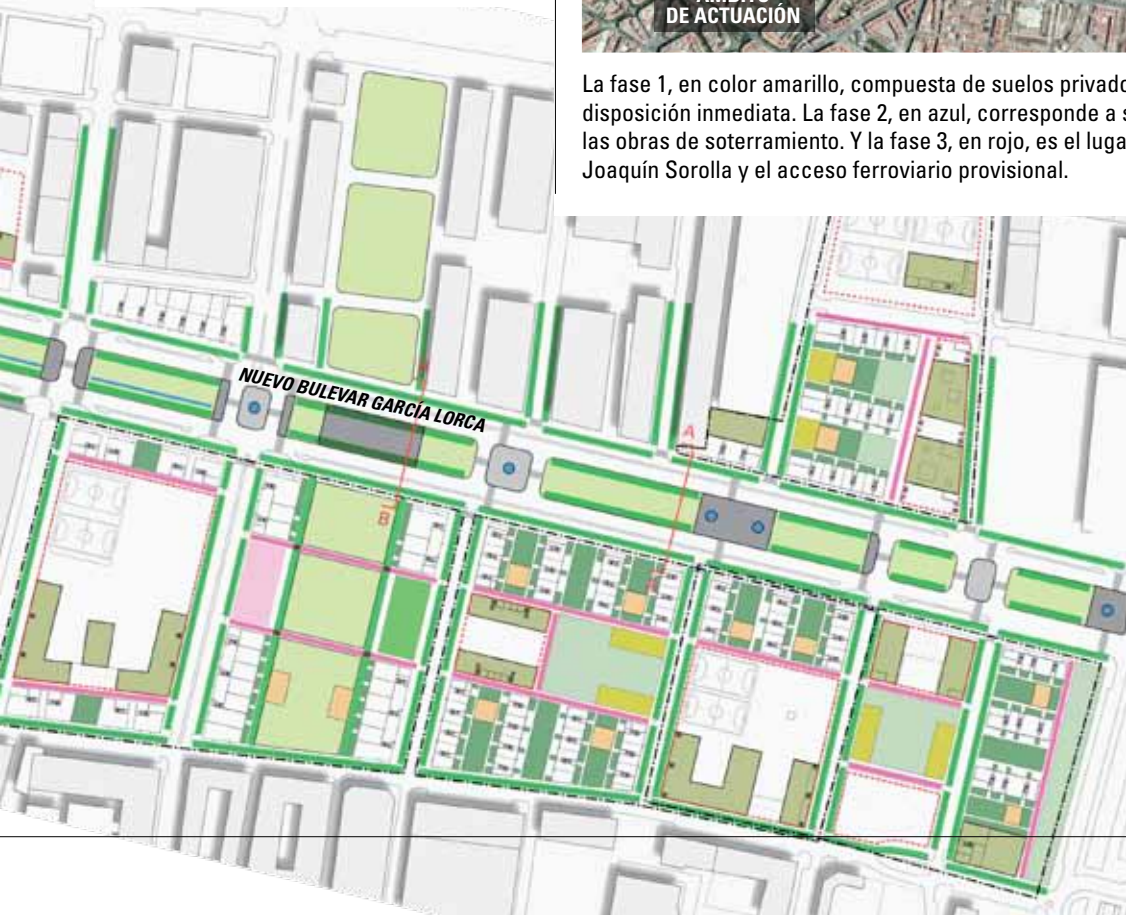 DE ACTUACIÓN
La fase 1, en color amarillo, compuesta de suelos privado
disposición inmediata. La fase 2, en azul, corresponde a s
las obras de soterramiento. Y la fase 3, en rojo, es el luga
Joaquín Sorolla y el acceso ferroviario provisional.
NUEVO BULEVAR GARCÍA LORCA
A
B